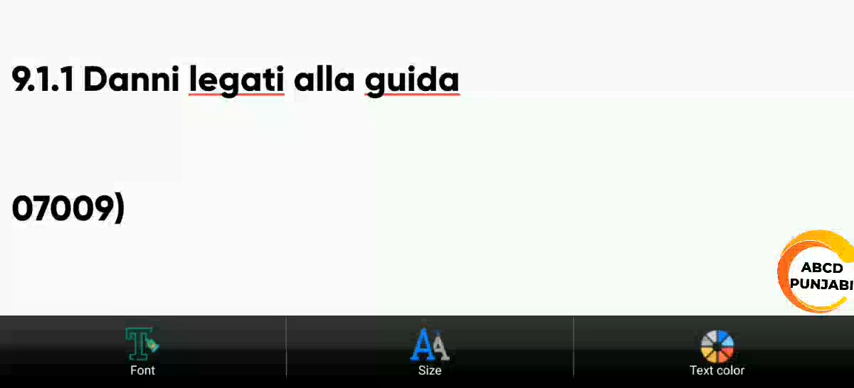 9.1.1 Danni legati alla guida
07009)
ABCD
PUNJABI
Font
Size
Text color